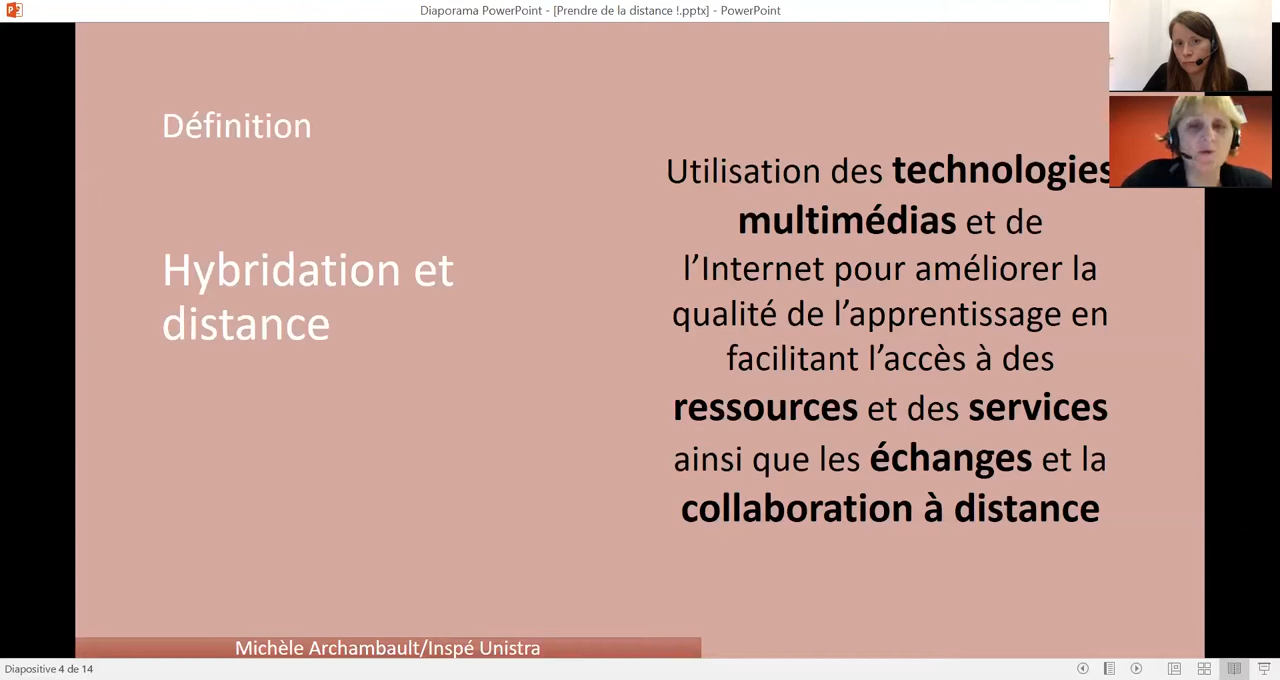 Diaporama PowerPoint - [Prendre de la distance !.pptx] - PowerPoint
Définition
Hybridation et
distance
Utilisation des technologies
multimédias et de
l’Internet pour améliorer la
qualité de l’apprentissage en
facilitant l’accès à des
ressources et des services
ainsi que les échanges et la
collaboration à distance
Michèle Archambault/Inspé Unistra
Diapositive 4 de 14